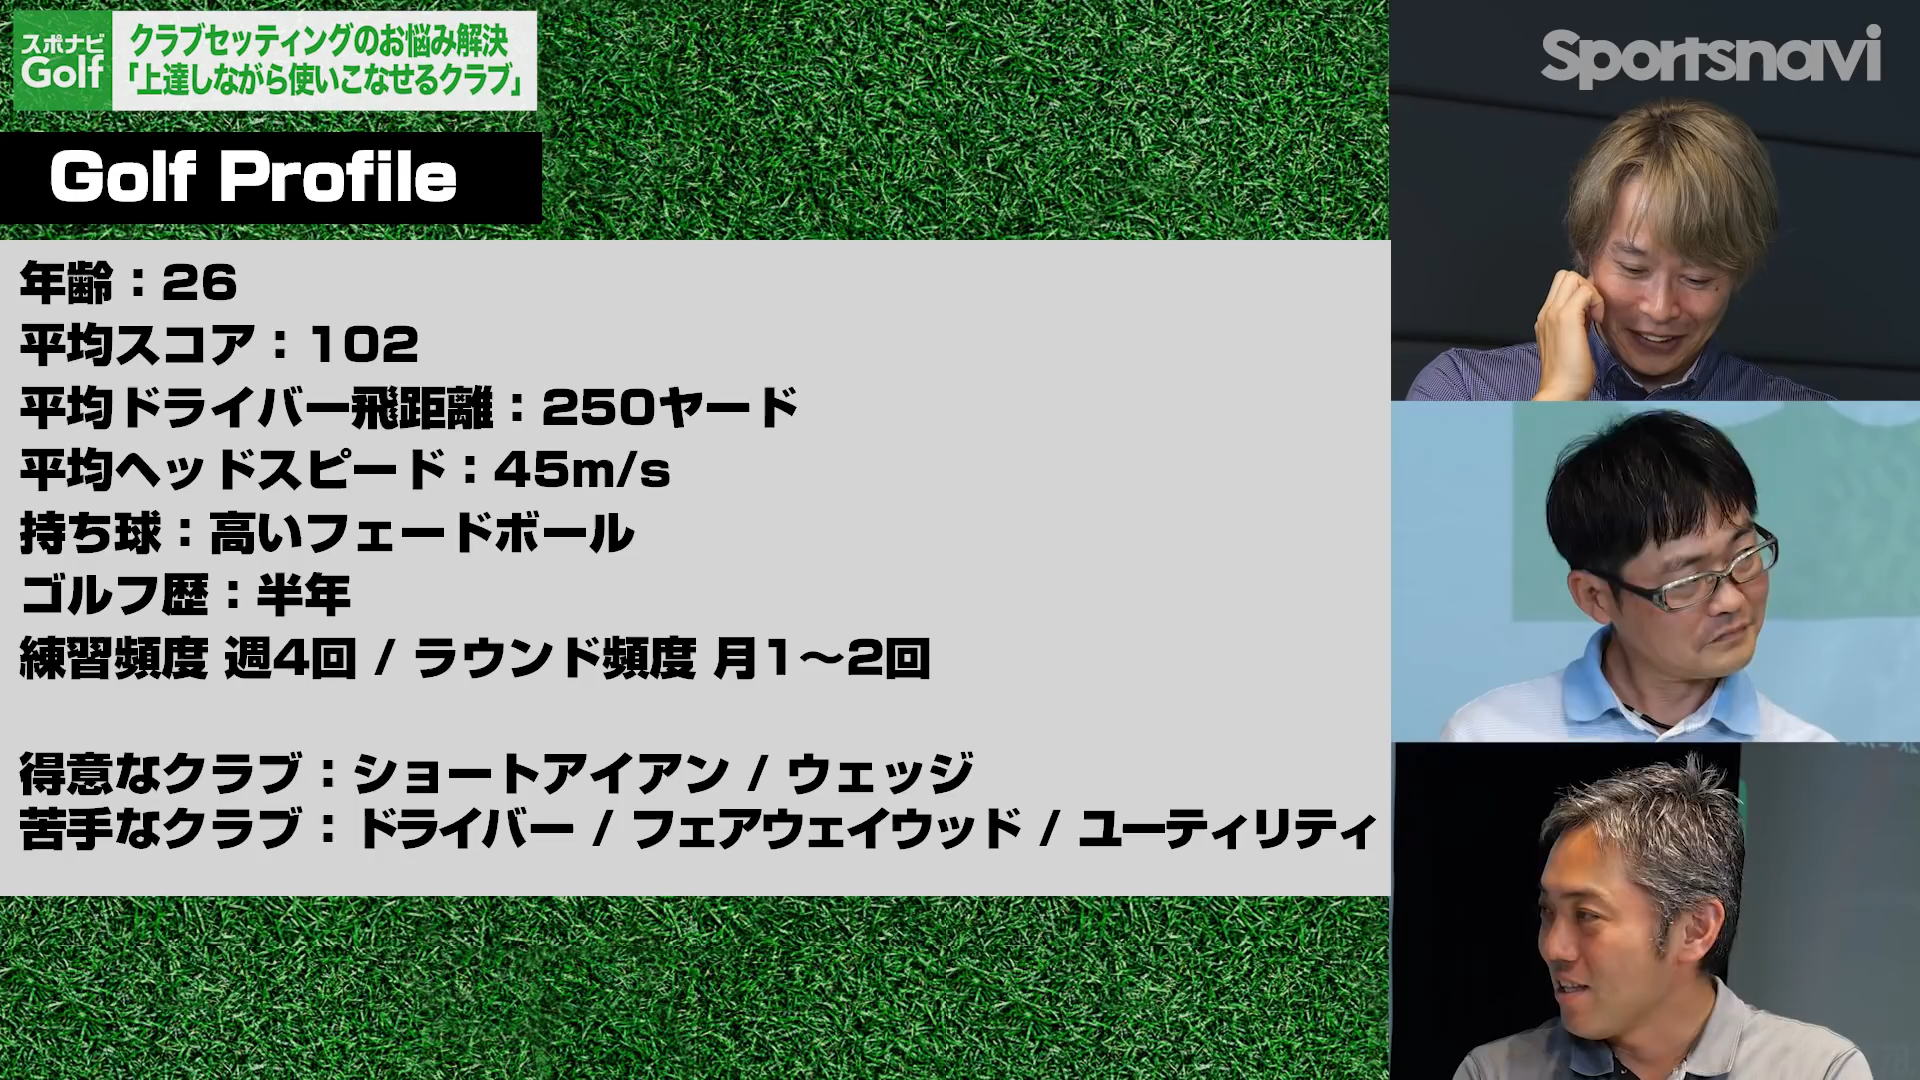 スポナビ
Golf
クラブセッティングのお悩み解決
「上達しながら使いこなせるクラブ」
Sportsnavi
Golf Profile
年齢：26
平均スコア：102
平均ドライバー飛距離：250ヤード
平均ヘッドスピード：45m/s
持ち球：高いフェードボール
ゴルフ歴：半年
練習頻度 週4回 / ラウンド頻度 月1～2回
得意なクラブ：ショートアイアン / ウェッジ
苦手なクラブ：ドライバー / フェアウェイウッド / ユーティリティ